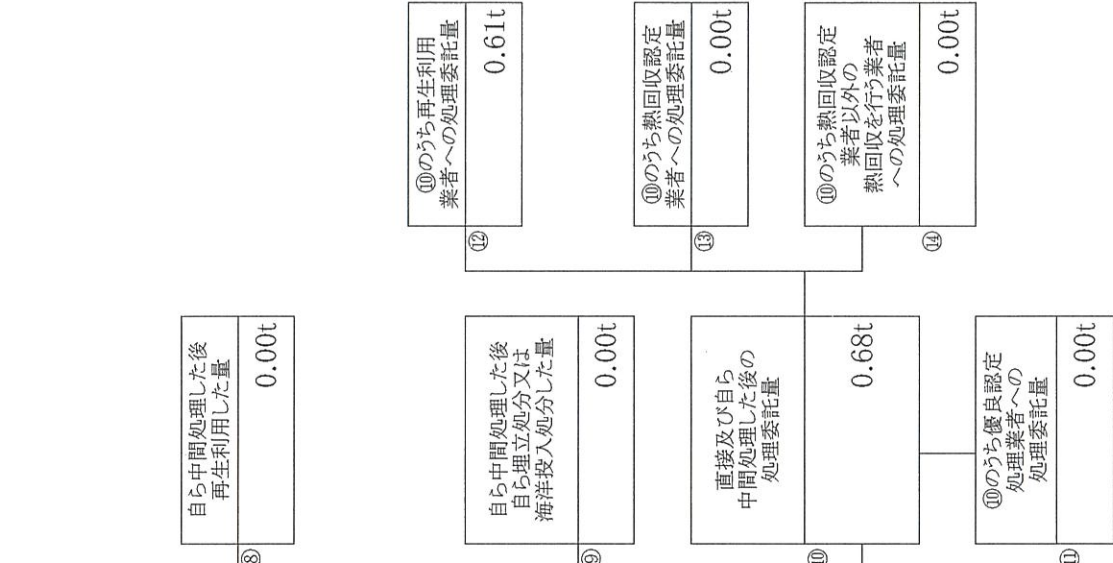 自ら中間処理した後
再生利用した量
0.00t
⑧
自ら中間処理した後
自ら埋立処分又は
海洋投入処分した量
0.00t
⑨
直接及び自ら
中間処理した後の
処理委託量
0.68t
⑩
⑩のうち優良認定
処理業者への
処理委託量
0.00t
⑪
⑩のうち再生利用
業者への処理委託量
0.61t
⑫
⑩のうち熱回収認定
業者への処理委託量
0.00t
⑬
⑩のうち熱回収認定
業者以外の
熱回収を行う業者
への処理委託量
0.00t
⑭